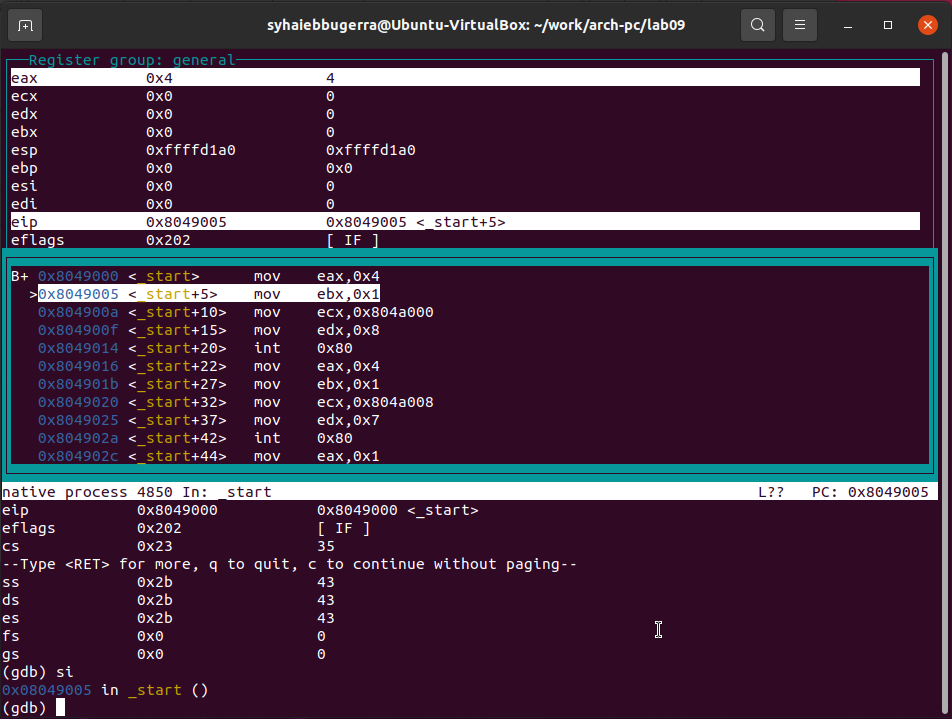 syhaiebbugerra@Ubuntu-VirtualBox: ~/work/arch-pc/lab09
Register group: general
eax 0x4 4
ecx 0x0 0
edx 0x0 0
ebx 0x0 0
esp 0xffffd1a0 0xffffd1a0
ebp 0x0 0x0
esi 0x0 0
edi 0x0 0
eip 0x8049005 0x8049005 <_start+5>
eflags 0x202 [ IF ]
B+ 0x8049000 <_start> mov eax,0x4
>0x8049005 <_start+5> mov ebx,0x1
0x804900a <_start+10> mov ecx,0x804a000
0x804900f <_start+15> mov edx,0x8
0x8049014 <_start+20> int 0x80
0x8049016 <_start+22> mov eax,0x4
0x804901b <_start+27> mov ebx,0x1
0x8049020 <_start+32> mov ecx,0x804a008
0x8049025 <_start+37> mov edx,0x7
0x804902a <_start+42> int 0x80
0x804902c <_start+44> mov eax,0x1
native process 4850 In: _start L?? PC: 0x8049005
eip 0x8049000 0x8049000 <_start>
eflags 0x202 [ IF ]
cs 0x23 35
--Type <RET> for more, q to quit, c to continue without paging--
ss 0x2b 43
ds 0x2b 43
es 0x2b 43
fs 0x0 0
gs 0x0 0
(gdb) si
0x08049005 in _start ()
(gdb)